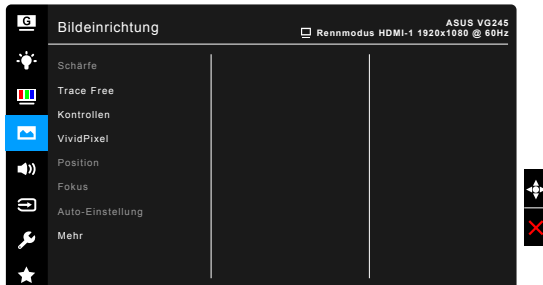 G
Bildeinrichtung
ASUS VG245
Rennmodus HDMI-1 1920x1080 @ 60Hz
Schärfe
Trace Free
Kontrollen
VividPixel
Position
Fokus
Auto-Einstellung
Mehr